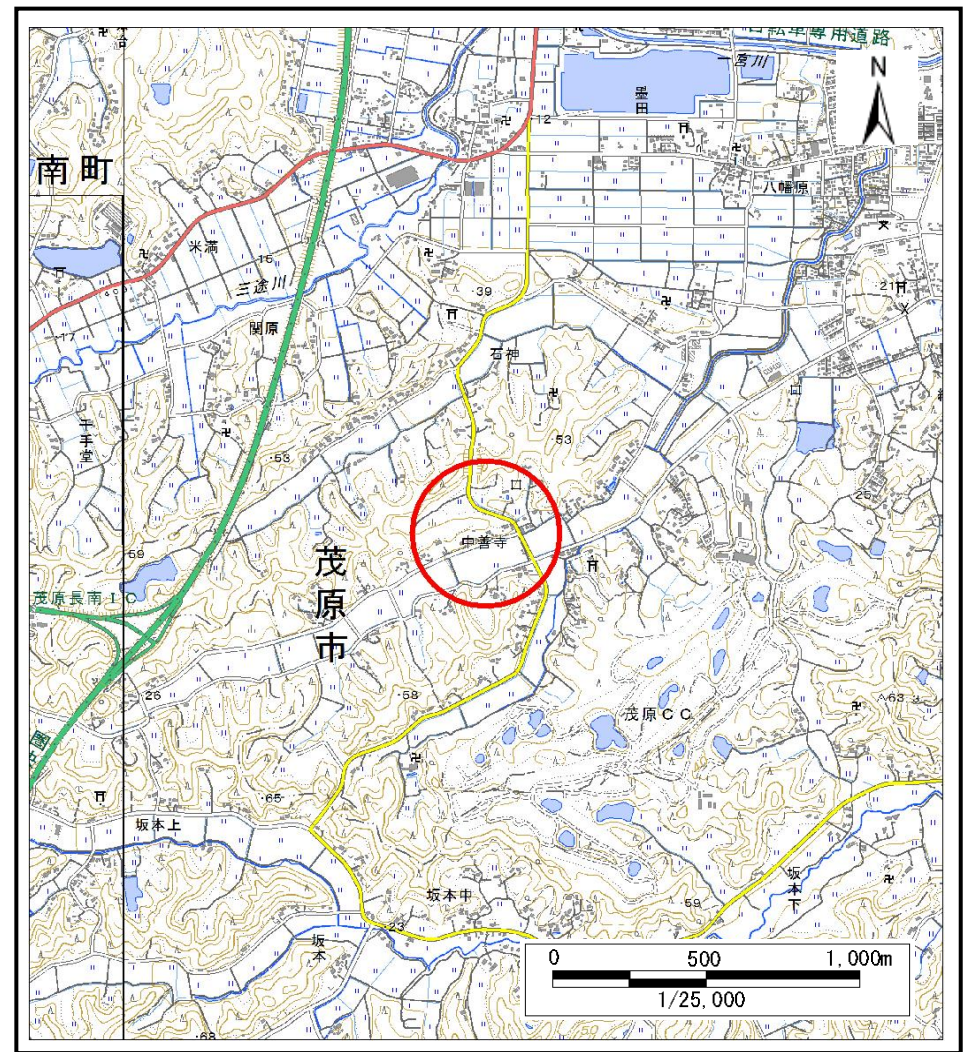 自転車専用道路
一宮川
N
墨田
12
南町
八幡原
米満
15
三途川
39
21
関原
17
石神
千手堂
53
53
口
25
中善寺
59
茂原市
茂原長南IC
26
58
63
茂原CC
65
坂本上
坂本下
坂本中
59
23
坂本
68
0 500 1,000m
1/25,000